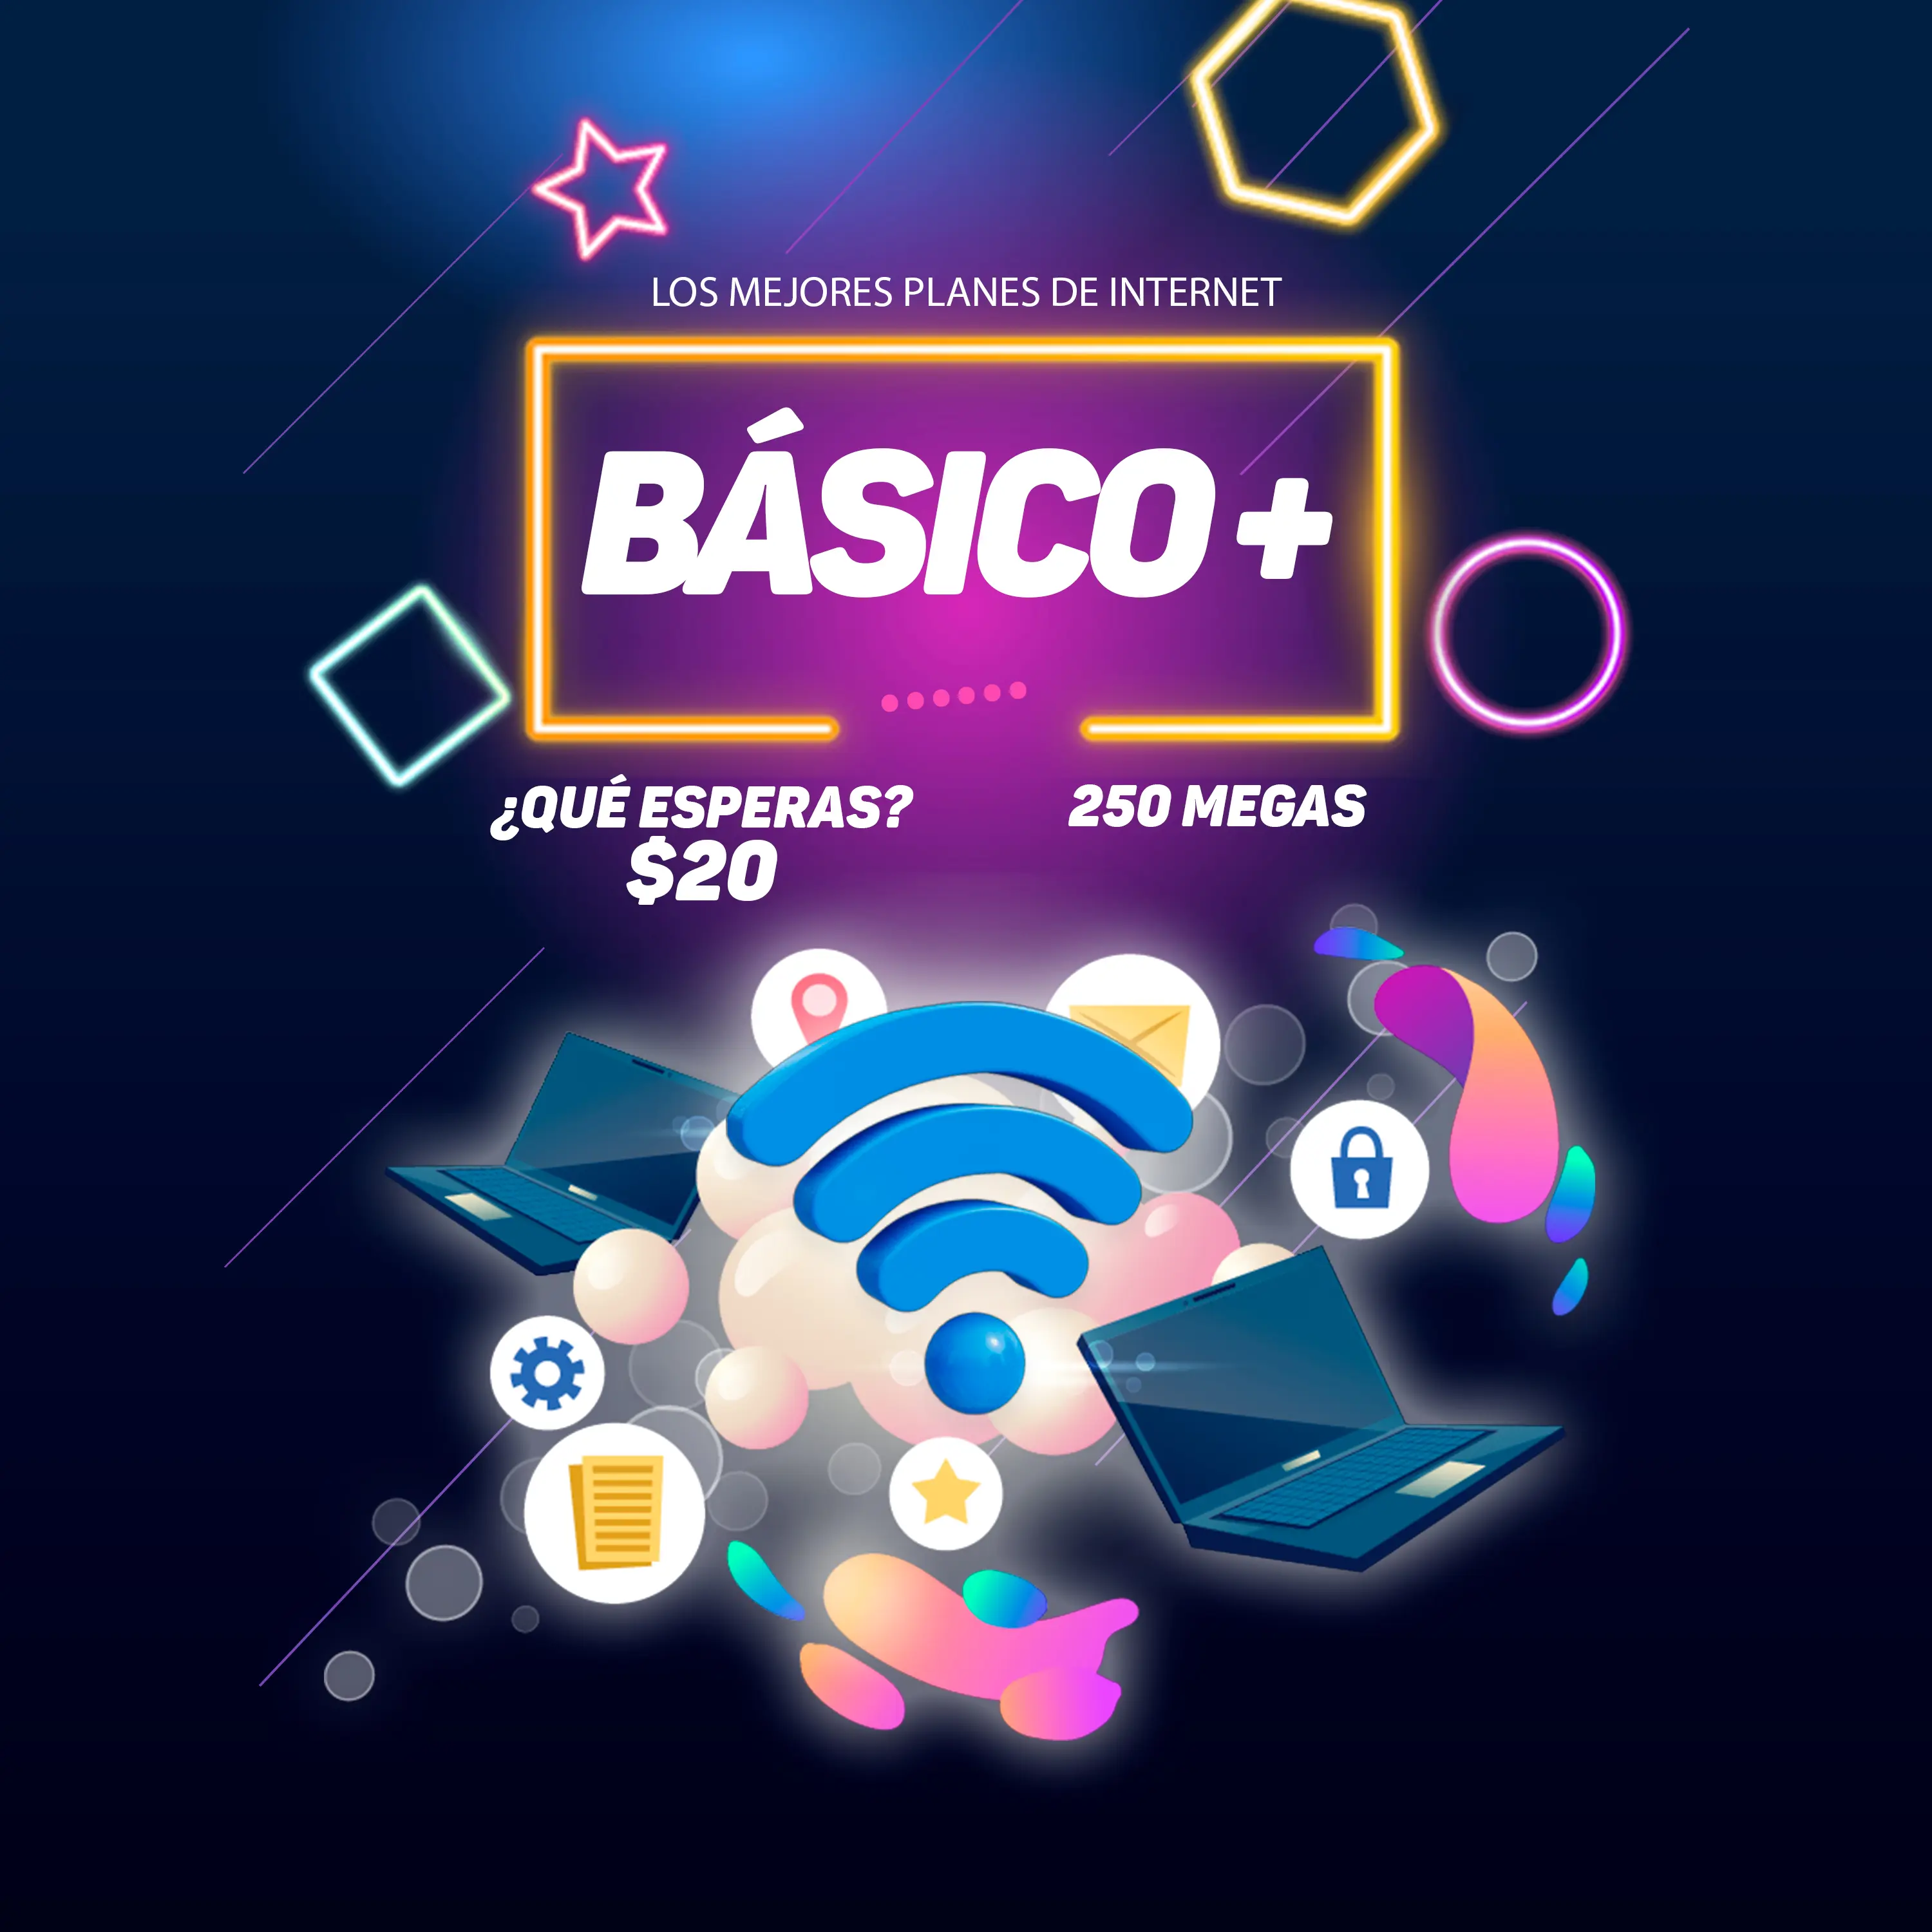 LOS MEJORES PLANES DE INTERNET
BÁSICO +
¿QUÉ ESPERAS?
$20
250 MEGAS